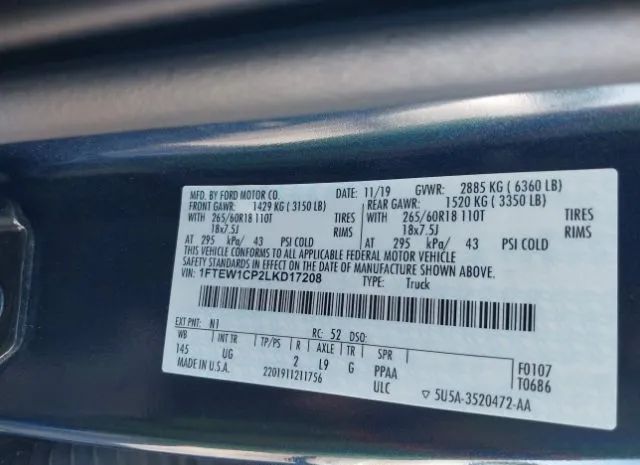 MFD. BY FORD MOTOR CO. DATE: 11/19 GVWR: 2885 KG ( 6360 LB)
FRONT GAWR: 1429 KG ( 3150 LB) REAR GAWR: 1520 KG ( 3350 LB)
WITH 265/60R18 110T TIRES WITH 265/60R18 110T TIRES
18x7.5J RIMS 18x7.5J RIMS
AT 295 kPa/ 43 PSI COLD AT 295 kPa/ 43 PSI COLD
THIS VEHICLE CONFORMS TO ALL APPLICABLE FEDERAL MOTOR VEHICLE
SAFETY STANDARDS IN EFFECT ON THE DATE OF MANUFACTURE SHOWN ABOVE.
VIN: 1FTEW1CP2LKD17208 TYPE: Truck
EXT PNT: N1 RC: 52 DSO:
WB INT TR TP/PS R AXLE TR SPR
145 UG 2 L9 G PPAA F0107
MADE IN U.S.A. 2201911211756 ULC T0686
▽ 5U5A-3520472-AA